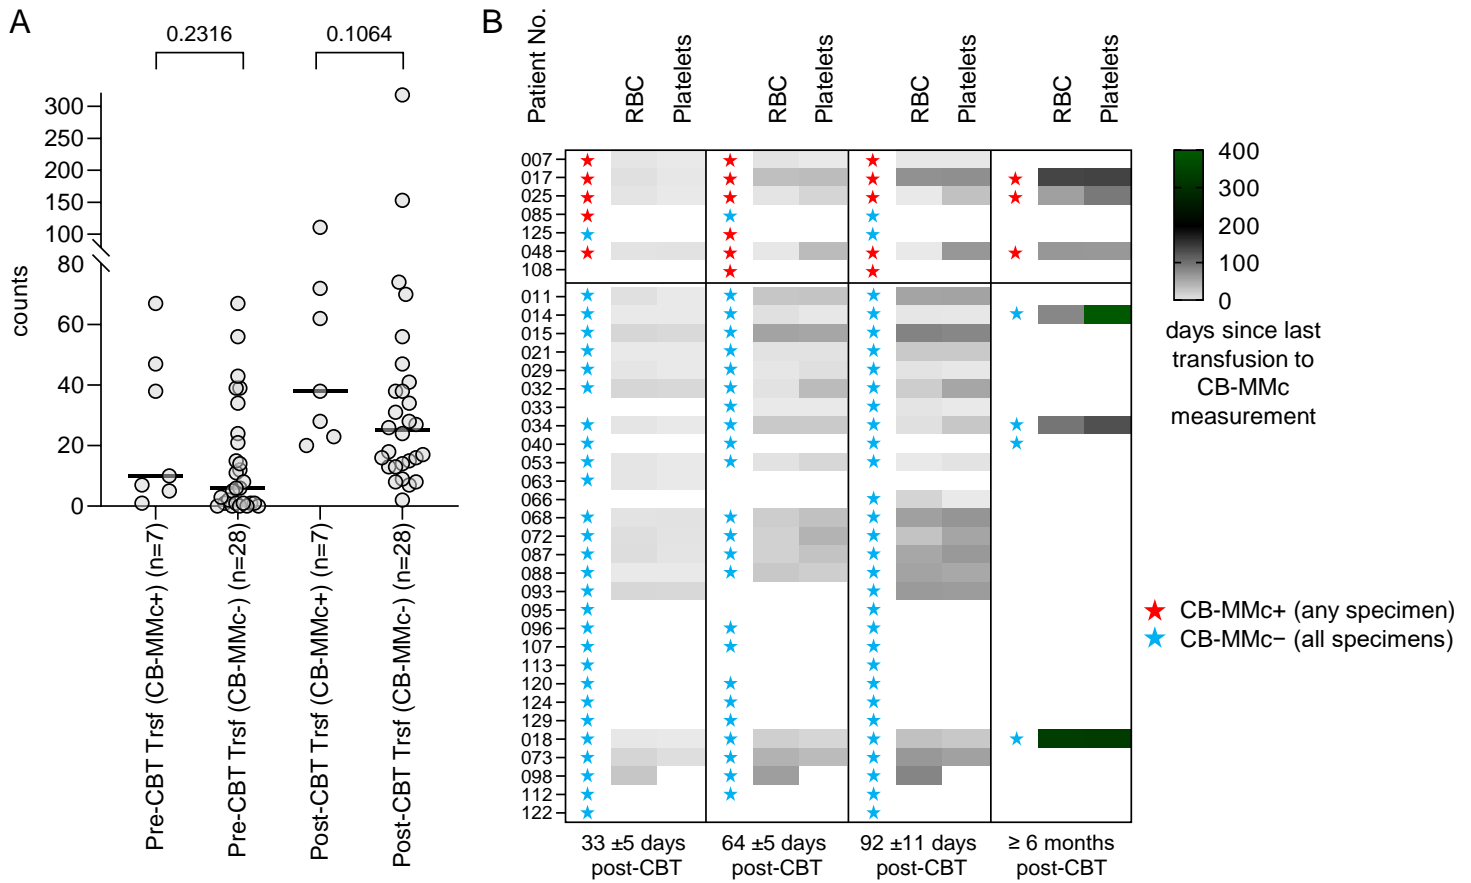 A
0.2316
0.1064
counts
300
250
200
150
100
80
60
40
20
0
Pre-CBT Trsf (CB-MMc+) (n=7)
Pre-CBT Trsf (CB-MMc-) (n=28)
Post-CBT Trsf (CB-MMc+) (n=7)
Post-CBT Trsf (CB-MMc-) (n=28)
B
Patient No.
RBC
Platelets
RBC
Platelets
RBC
Platelets
RBC
Platelets
007
017
025
085
125
048
108
011
014
015
021
029
032
033
034
040
053
063
066
068
072
087
088
093
095
096
107
113
120
124
129
018
073
098
112
122
33 ±5 days
post-CBT
64 ±5 days
post-CBT
92 ±11 days
post-CBT
≥ 6 months
post-CBT
400
300
200
100
0
days since last
transfusion to
CB-MMc
measurement
CB-MMc+ (any specimen)
CB-MMc− (all specimens)